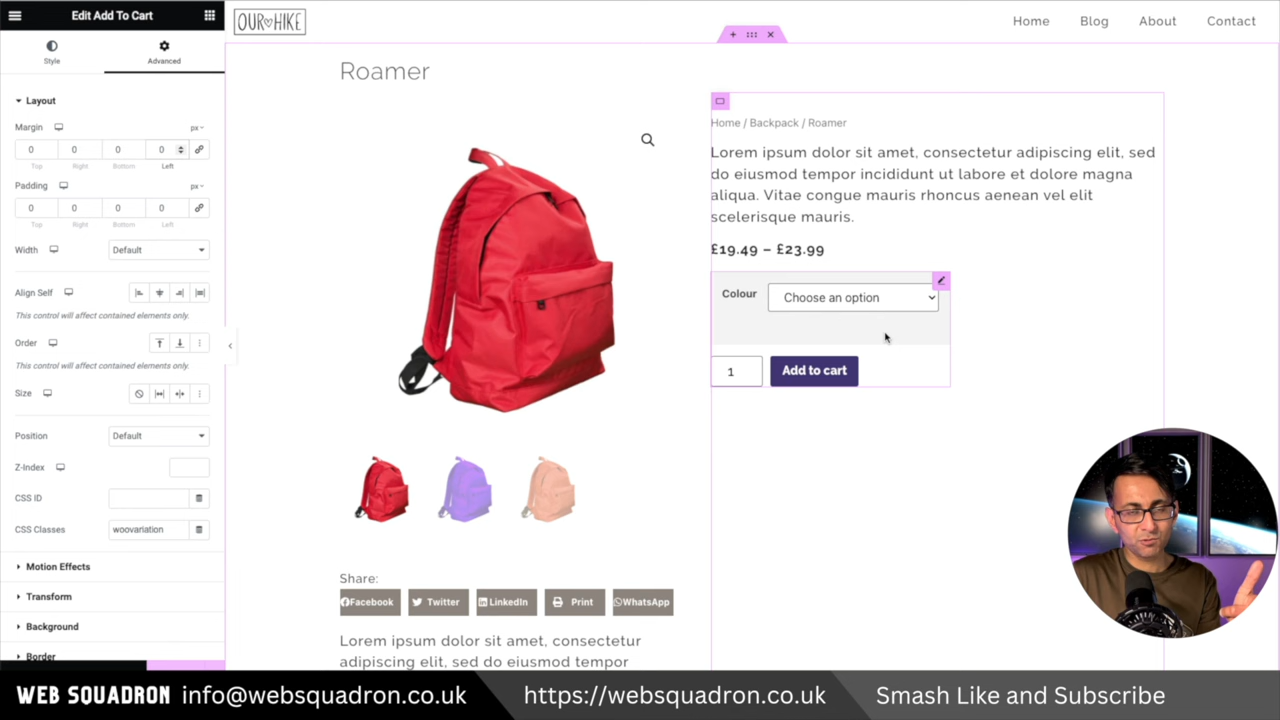 Edit Add To Cart
Style
Advanced
Layout
Margin
px
0 0 0 0
Top Right Bottom Left
Padding
px
0 0 0 0
Top Right Bottom Left
Width
Default
Align Self
This control will affect contained elements only.
Order
This control will affect contained elements only.
Size
Position
Default
Z-Index
CSS ID
CSS Classes
woovariation
Motion Effects
Transform
Background
Border
OUR HIKE
Home
Blog
About
Contact
Roamer
Home / Backpack / Roamer
Lorem ipsum dolor sit amet, consectetur adipiscing elit, sed
do eiusmod tempor incididunt ut labore et dolore magna
aliqua. Vitae congue mauris rhoncus aenean vel elit
scelerisque mauris.
£19.49 – £23.99
Colour
Choose an option
1
Add to cart
Share:
Facebook
Twitter
LinkedIn
Print
WhatsApp
Lorem ipsum dolor sit amet, consectetur
adipiscing elit, sed do eiusmod tempor
WEB SQUADRON info@websquadron.co.uk
https://websquadron.co.uk
Smash Like and Subscribe